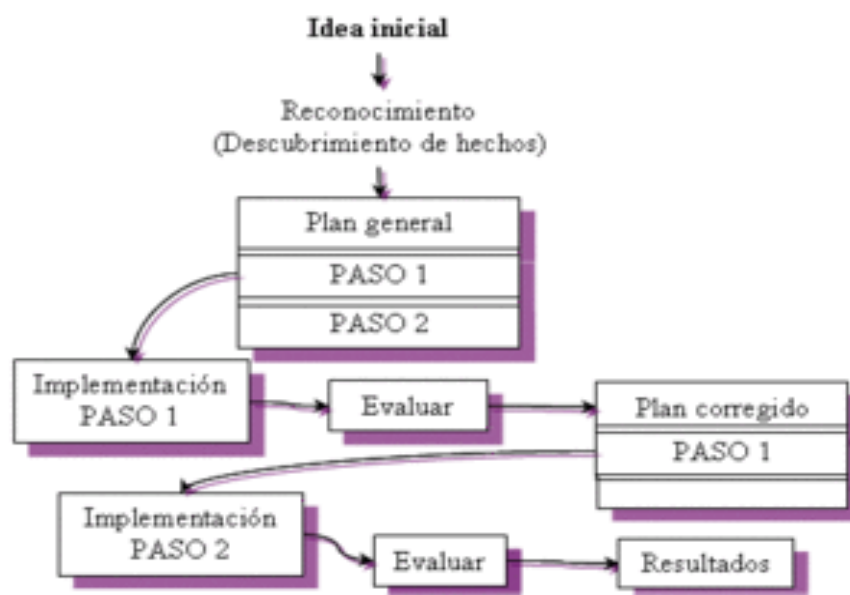 Idea inicial
Reconocimiento
(Descubrimiento de hechos)
Plan general
PASO 1
PASO 2
Implementación
PASO 1
Evaluar
Plan corregido
PASO 1
Implementación
PASO 2
Evaluar
Resultados